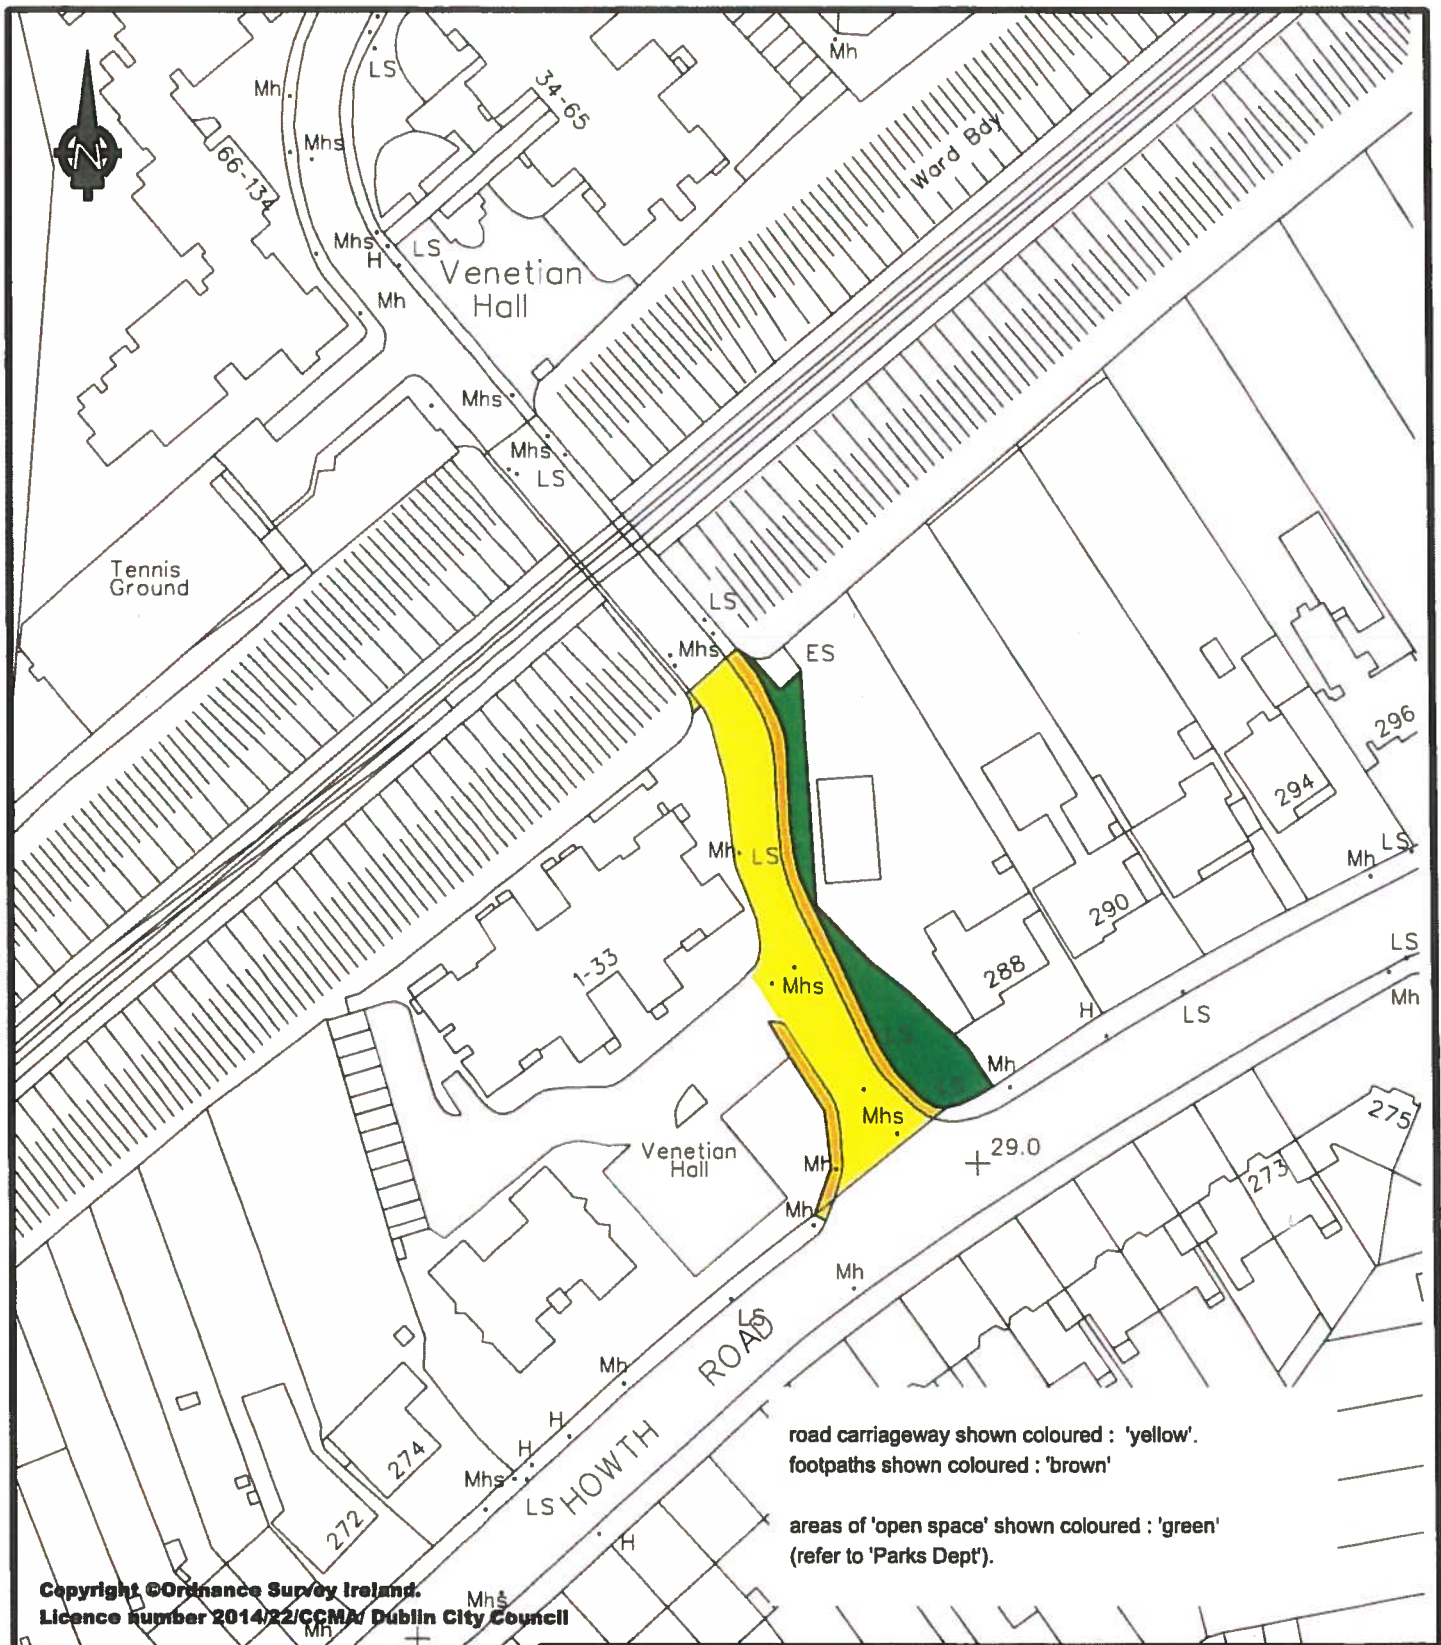 Mh
LS
Mh
34-65
Mhs
66-134
Ward Bdy
N
Mhs
LS
H
Venetian
Hall
Mh
Mhs
Mhs
LS
Tennis
Ground
LS
Mhs
ES
296
294
Mh
LS
Mh
LS
290
LS
1-33
288
Mhs
H
LS
Mh
LS
Mh
LS
275
Mhs
29.0
Venetian
Hall
Mh
273
Mh
Mh
LS
ROAD
Mh
H
H
HOWTH
274
Mhs
LS
272
H
road carriageway shown coloured : 'yellow'.
footpaths shown coloured : 'brown'
areas of 'open space' shown coloured : 'green'
(refer to 'Parks Dept').
Copyright ©Ordnance Survey Ireland.
Mhs
Licence number 2014/22/CCMA/ Dublin City Council
Mh